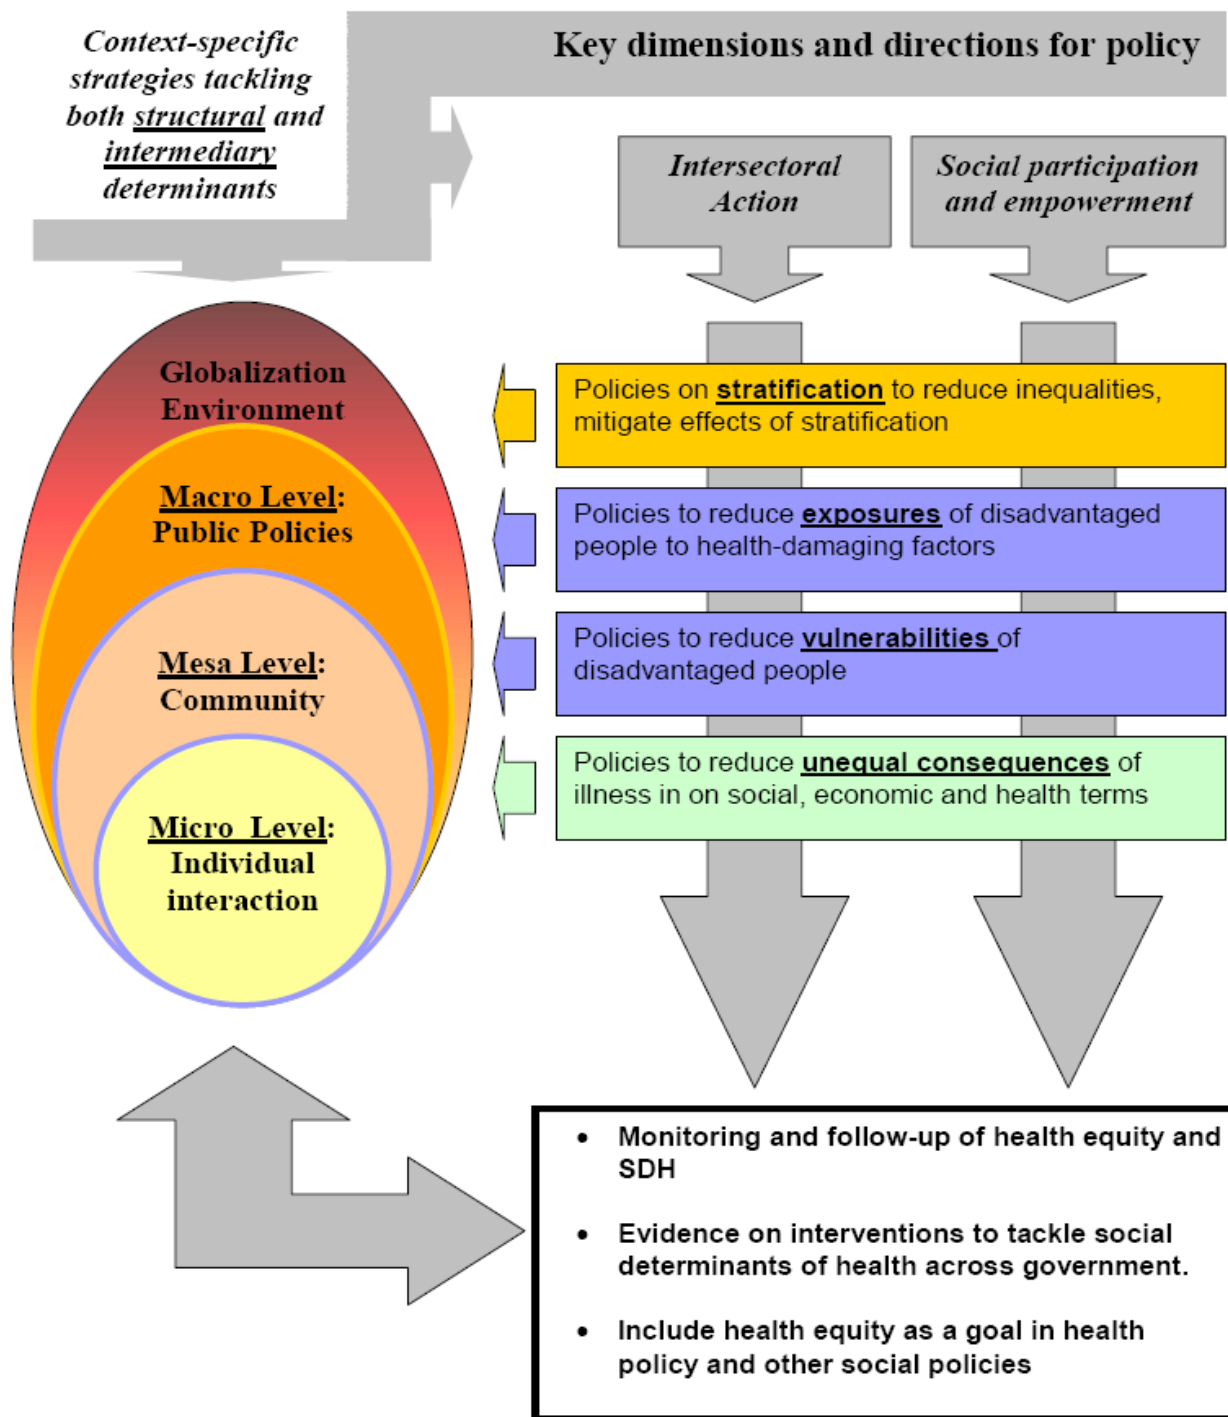 Context-specific
strategies tackling
both structural and
intermediary
determinants
Key dimensions and directions for policy
Intersectoral
Action
Social participation
and empowerment
Globalization
Environment
Macro Level:
Public Policies
Mesa Level:
Community
Micro Level:
Individual
interaction
Policies on stratification to reduce inequalities,
mitigate effects of stratification
Policies to reduce exposures of disadvantaged
people to health-damaging factors
Policies to reduce vulnerabilities of
disadvantaged people
Policies to reduce unequal consequences of
illness in on social, economic and health terms
• Monitoring and follow-up of health equity and
SDH
• Evidence on interventions to tackle social
determinants of health across government.
• Include health equity as a goal in health
policy and other social policies